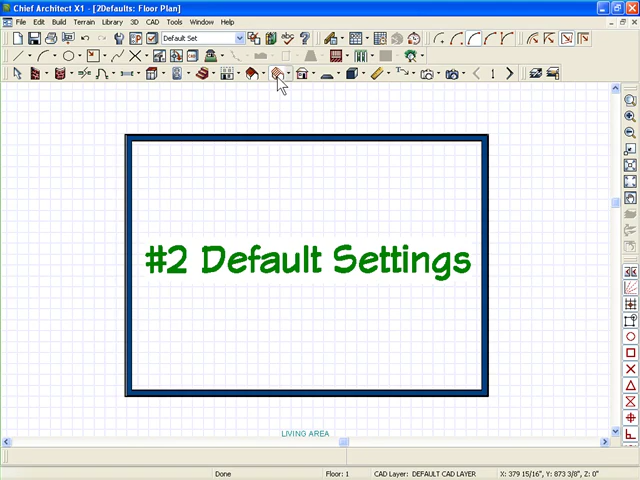 Chief Architect X1 - [2Defaults: Floor Plan]
File Edit Build Terrain Library 3D CAD Tools Window Help
Default Set
1
#2 Default Settings
LIVING AREA
Done Floor: 1 CAD Layer: DEFAULT CAD LAYER X: 379 15/16", Y: 873 3/8", Z: 0"